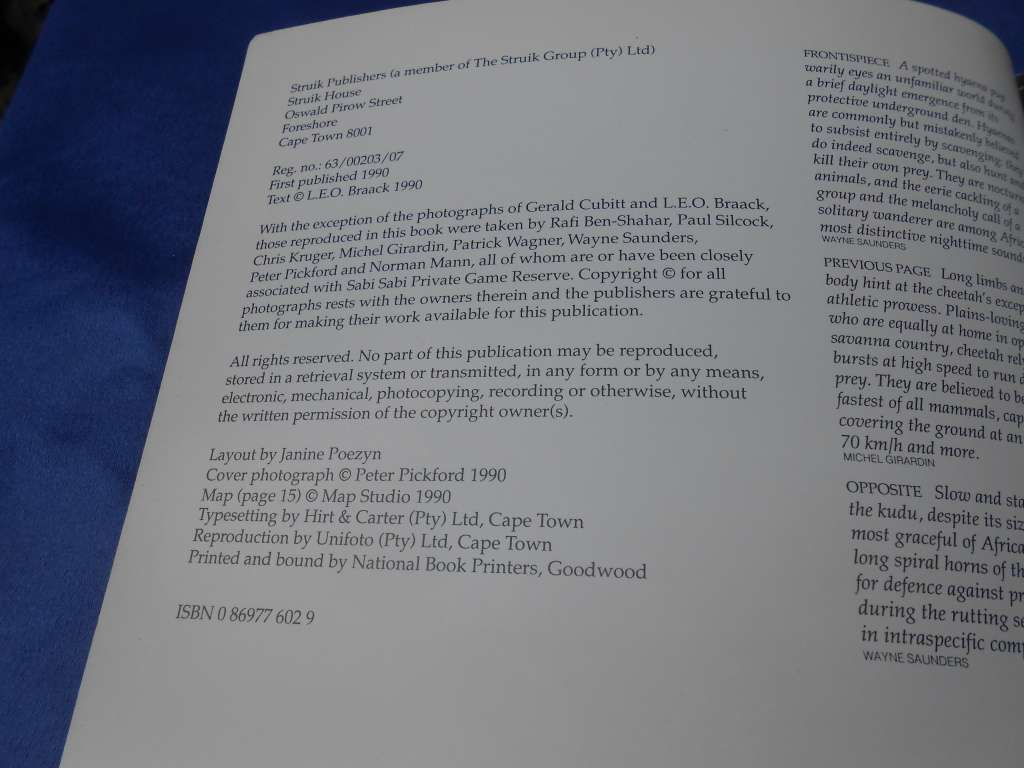 Struik Publishers (a member of The Struik Group (Pty) Ltd)
Struik House
Oswald Pirow Street
Foreshore
Cape Town 8001
Reg. no.: 63/00203/07
First published 1990
Text © L.E.O. Braack 1990
With the exception of the photographs of Gerald Cubitt and L.E.O. Braack,
those reproduced in this book were taken by Rafi Ben-Shahar, Paul Silcock,
Chris Kruger, Michel Girardin, Patrick Wagner, Wayne Saunders,
Peter Pickford and Norman Mann, all of whom are or have been closely
associated with Sabi Sabi Private Game Reserve. Copyright © for all
photographs rests with the owners therein and the publishers are grateful to
them for making their work available for this publication.
All rights reserved. No part of this publication may be reproduced,
stored in a retrieval system or transmitted, in any form or by any means,
electronic, mechanical, photocopying, recording or otherwise, without
the written permission of the copyright owner(s).
Layout by Janine Poezyn
Cover photograph © Peter Pickford 1990
Map (page 15) © Map Studio 1990
Typesetting by Hirt & Carter (Pty) Ltd, Cape Town
Reproduction by Unifoto (Pty) Ltd, Cape Town
Printed and bound by National Book Printers, Goodwood
ISBN 0 86977 602 9
FRONTISPIECE A spotted hyaena pup
warily eyes an unfamiliar world during
a brief daylight emergence from its
protective underground den. Hyaenas
are commonly but mistakenly believed
to subsist entirely by scavenging; they
do indeed scavenge, but also hunt and
kill their own prey. They are nocturnal
animals, and the eerie cackling of a
group and the melancholy call of a
solitary wanderer are among
most distinctive nighttime sounds
WAYNE SAUNDERS
PREVIOUS PAGE Long limbs
body hint at the cheetah's
athletic prowess. Plains-loving
who are equally at home in
savanna country, cheetah
bursts at high speed to run
prey. They are believed to
fastest of all mammals,
covering the ground at
70 km/h and more.
MICHEL GIRARDIN
OPPOSITE Slow and
the kudu, despite its
most graceful of
long spiral horns of
for defence against
during the rutting
in intraspecific
WAYNE SAUNDERS